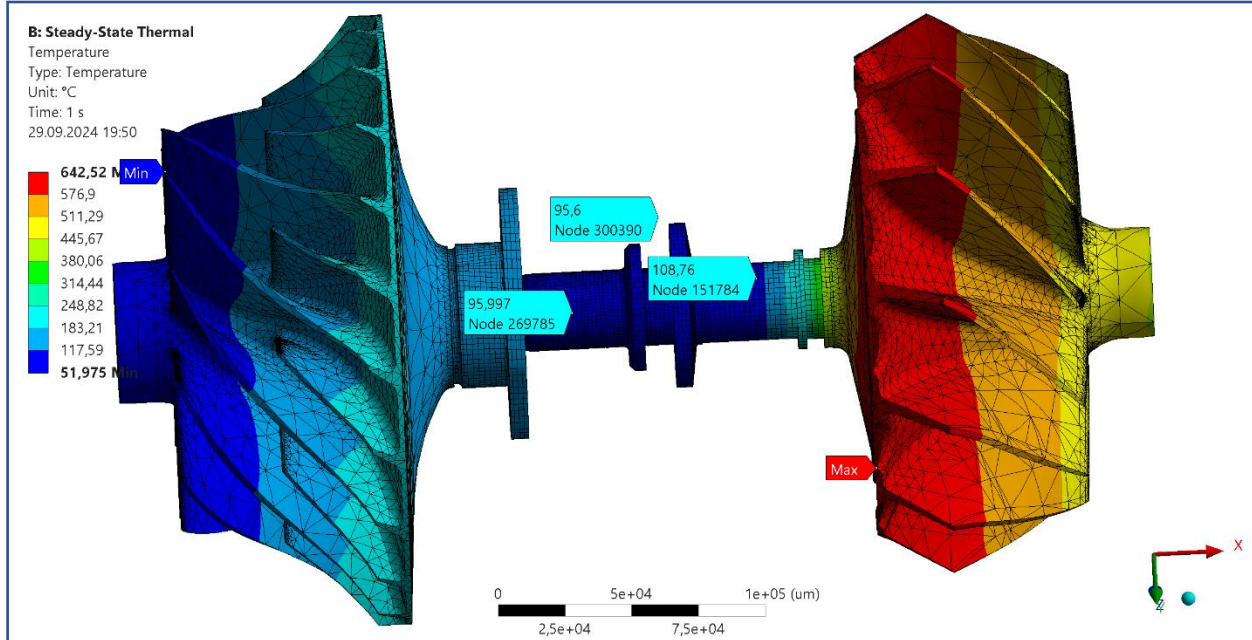 B: Steady-State Thermal
Temperature
Type: Temperature
Unit: °C
Time: 1 s
29.09.2024 19:50
642,52 M
576,9
511,29
445,67
380,06
314,44
248,82
183,21
117,59
51,975 Min
Min
95,6
Node 300390
108,76
Node 151784
95,997
Node 269785
Max
0 5e+04 1e+05 (um)
2,5e+04 7,5e+04
X